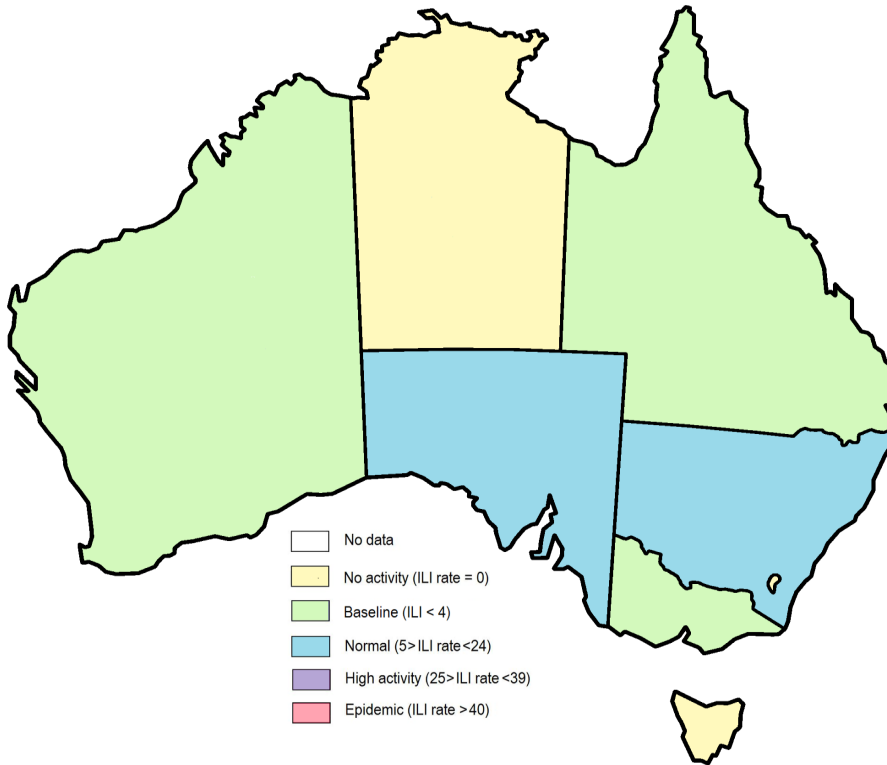 No data
No activity (ILI rate = 0)
Baseline (ILI < 4)
Normal (5>ILI rate<24)
High activity (25>ILI rate<39)
Epidemic (ILI rate >40)